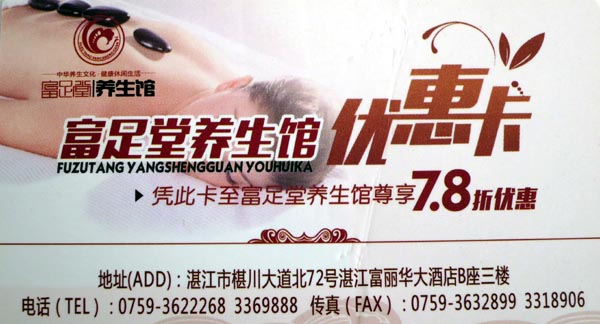 中华养生文化·健康休闲生活
富足堂|养生馆
富足堂养生馆 优惠卡
FUZUTANG YANGSHENGGUAN YOUHUIKA
凭此卡至富足堂养生馆尊享7.8折优惠
地址(ADD)：湛江市椹川大道北72号湛江富丽华大酒店B座三楼
电话（TEL）：0759-3622268 3369888 传真(FAX）：0759-3632899 3318906